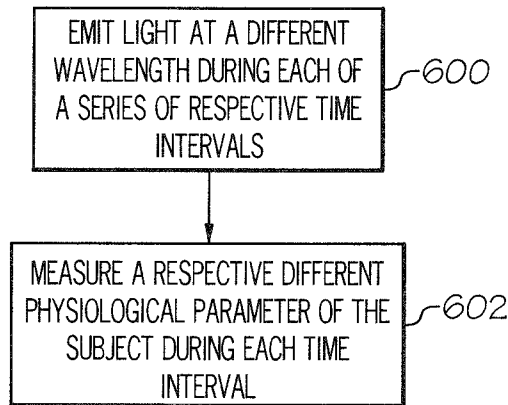 EMIT LIGHT AT A DIFFERENT
WAVELENGTH DURING EACH OF
A SERIES OF RESPECTIVE TIME
INTERVALS
600
MEASURE A RESPECTIVE DIFFERENT
PHYSIOLOGICAL PARAMETER OF THE
SUBJECT DURING EACH TIME
INTERVAL
602